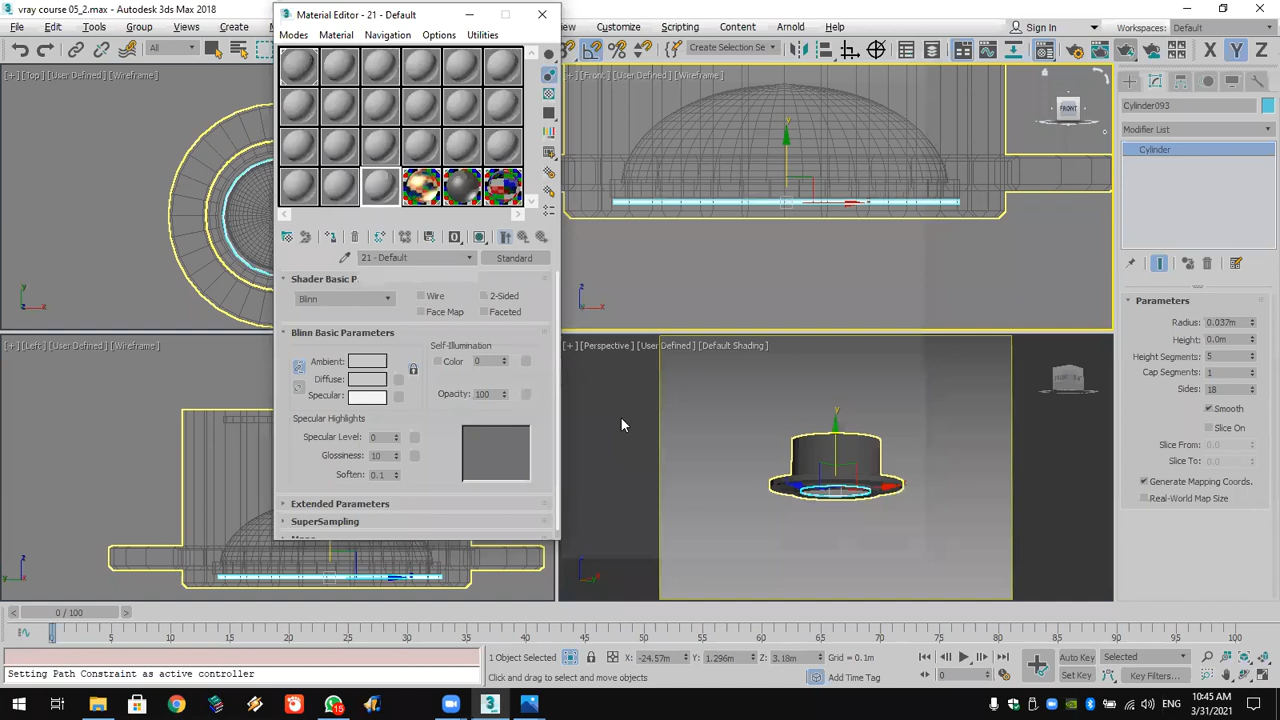 vray course 05_2.max - Autodesk 3ds Max 2018
Material Editor - 21 - Default
Edit
Tools
Group
Views
Create
Customize
Scripting
Content
Arnold
Help
Sign In
Workspaces: Default
Modes
Material
Navigation
Options
Utilities
All
Create Selection Se
[+] [Top] [User Defined] [Wireframe]
[+] [Front] [User Defined] [Wireframe]
FRONT
Cylinder093
Modifier List
Cylinder
21 - Default
Standard
Shader Basic P
Blinn
Wire
2-Sided
Face Map
Faceted
Blinn Basic Parameters
Self-Illumination
Ambient:
Color 0
Diffuse:
Specular:
Opacity: 100
Specular Highlights
Specular Level: 0
Glossiness: 10
Soften: 0.1
Extended Parameters
SuperSampling
[+] [Left] [User Defined] [Wireframe]
[+] [Perspective] [User Defined] [Default Shading]
Parameters
Radius: 0.037m
Height: 0.0m
Height Segments: 5
Cap Segments: 1
Sides: 18
Smooth
Slice On
Slice From: 0.0
Slice To: 0.0
Generate Mapping Coords.
Real-World Map Size
0 / 100
0 5 10 15 20 25 30 35 40 45 50 55 60 65 70 75 80 85 90 95 100
1 Object Selected
X: -24.57m
Y: 1.296m
Z: 3.18m
Grid = 0.1m
Auto Key
Selected
Setting Path Constraint as active controller
Click and drag to select and move objects
Add Time Tag
0
Set Key
Key Filters...
15
ENG
10:45 AM
3/31/2021